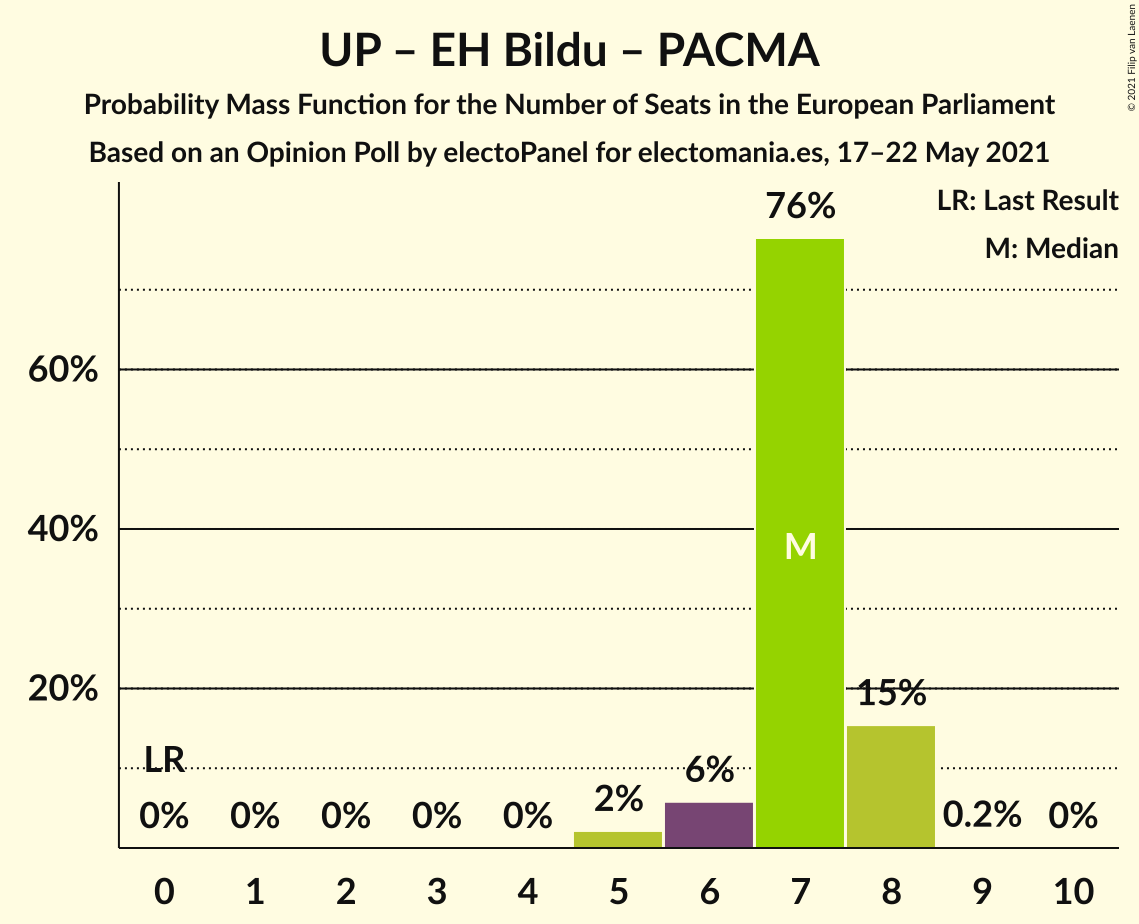 UP – EH Bildu – PACMA
Probability Mass Function for the Number of Seats in the European Parliament
Based on an Opinion Poll by electoPanel for electomania.es, 17–22 May 2021
© 2021 Filip van Laenen
LR: Last Result
M: Median
76%
60%
40%
M
20%
15%
LR
6%
2%
0% 0% 0% 0% 0% 0.2% 0%
0 1 2 3 4 5 6 7 8 9 10